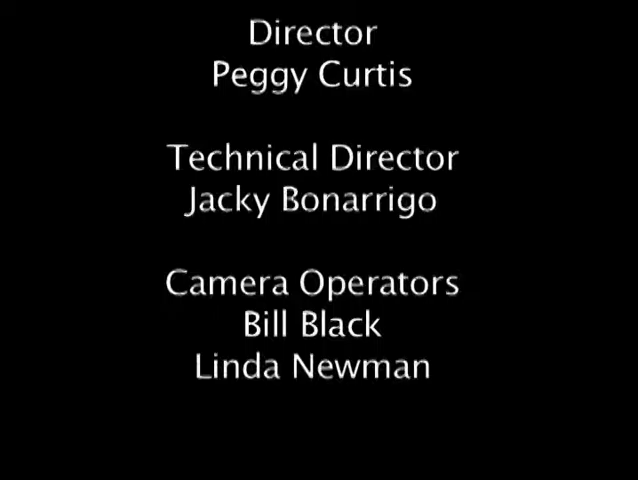 Director
Peggy Curtis
Technical Director
Jacky Bonarrigo
Camera Operators
Bill Black
Linda Newman